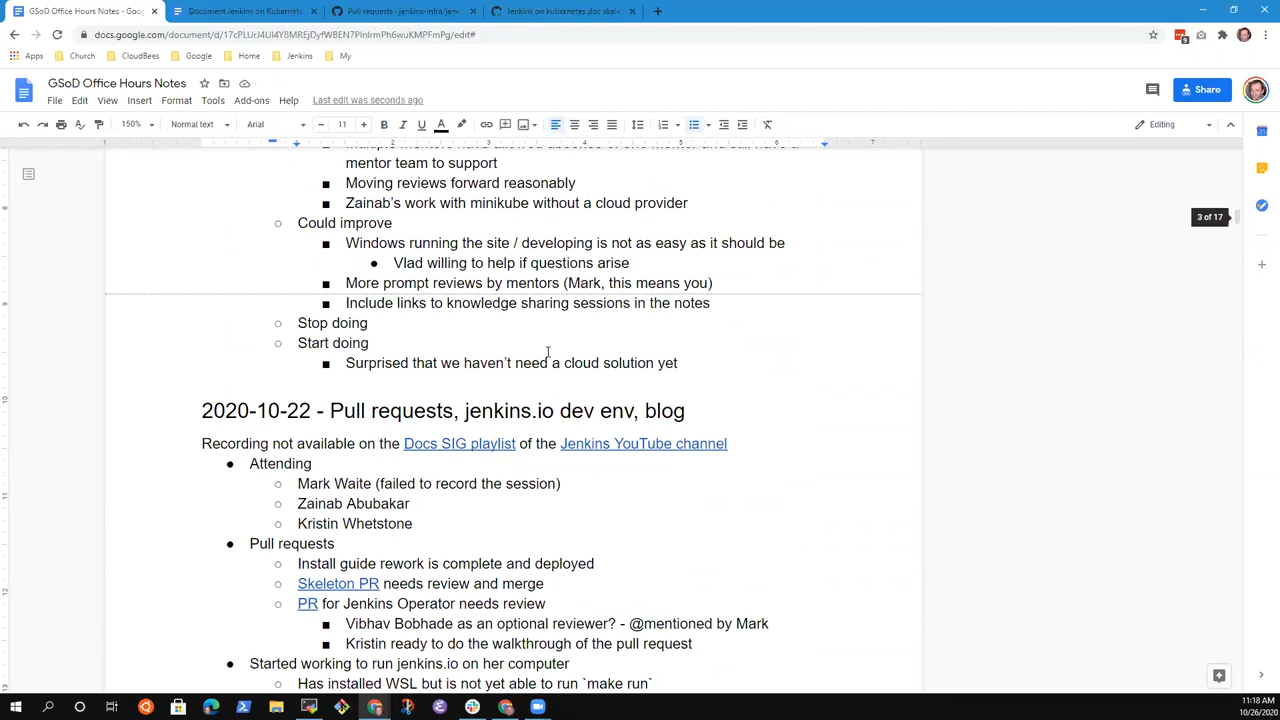 GSoD Office Hours Notes - Goo
Document Jenkins on Kubernete
Pull requests · jenkins-infra/jenk
Jenkins on kubernetes doc skele
docs.google.com/document/d/
Apps Church CloudBees Google Home Jenkins My
GSoD Office Hours Notes
File Edit View Insert Format Tools Add-ons Help Last edit was seconds ago
Share
150% Normal text Arial 11 Editing
1 2 3 4 5 6 7
mentor team to support
■ Moving reviews forward reasonably
■ Zainab's work with minikube without a cloud provider
○ Could improve
■ Windows running the site / developing is not as easy as it should be
● Vlad willing to help if questions arise
■ More prompt reviews by mentors (Mark, this means you)
■ Include links to knowledge sharing sessions in the notes
○ Stop doing
○ Start doing
■ Surprised that we haven't need a cloud solution yet
3 of 17
2020-10-22 - Pull requests, jenkins.io dev env, blog
Recording not available on the Docs SIG playlist of the Jenkins YouTube channel
● Attending
○ Mark Waite (failed to record the session)
○ Zainab Abubakar
○ Kristin Whetstone
● Pull requests
○ Install guide rework is complete and deployed
○ Skeleton PR needs review and merge
○ PR for Jenkins Operator needs review
■ Vibhav Bobhade as an optional reviewer? - @mentioned by Mark
■ Kristin ready to do the walkthrough of the pull request
● Started working to run jenkins.io on her computer
○ Has installed WSL but is not yet able to run `make run`
11:18 AM
10/26/2020